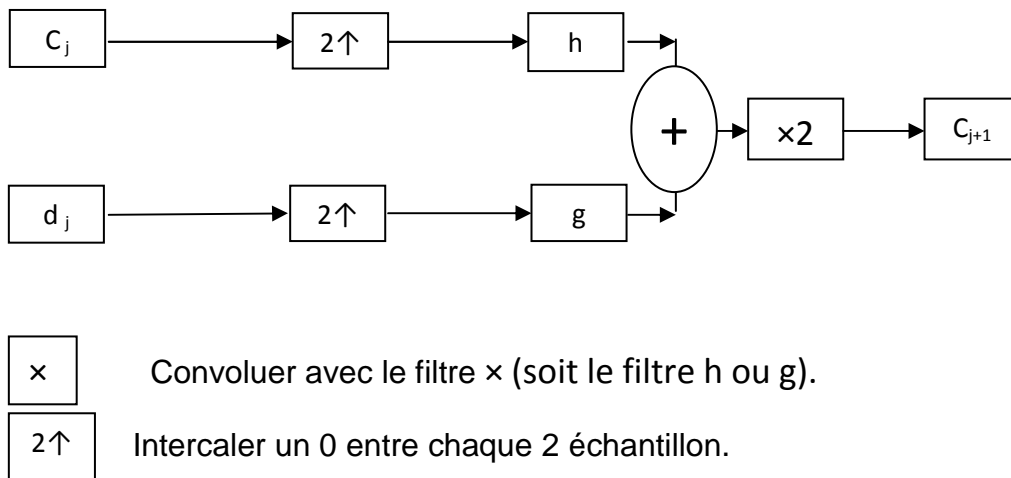 C j 2↑ h
+ ×2 C j+1
d j 2↑ g
× Convoluer avec le filtre × (soit le filtre h ou g).
2↑ Intercaler un 0 entre chaque 2 échantillon.